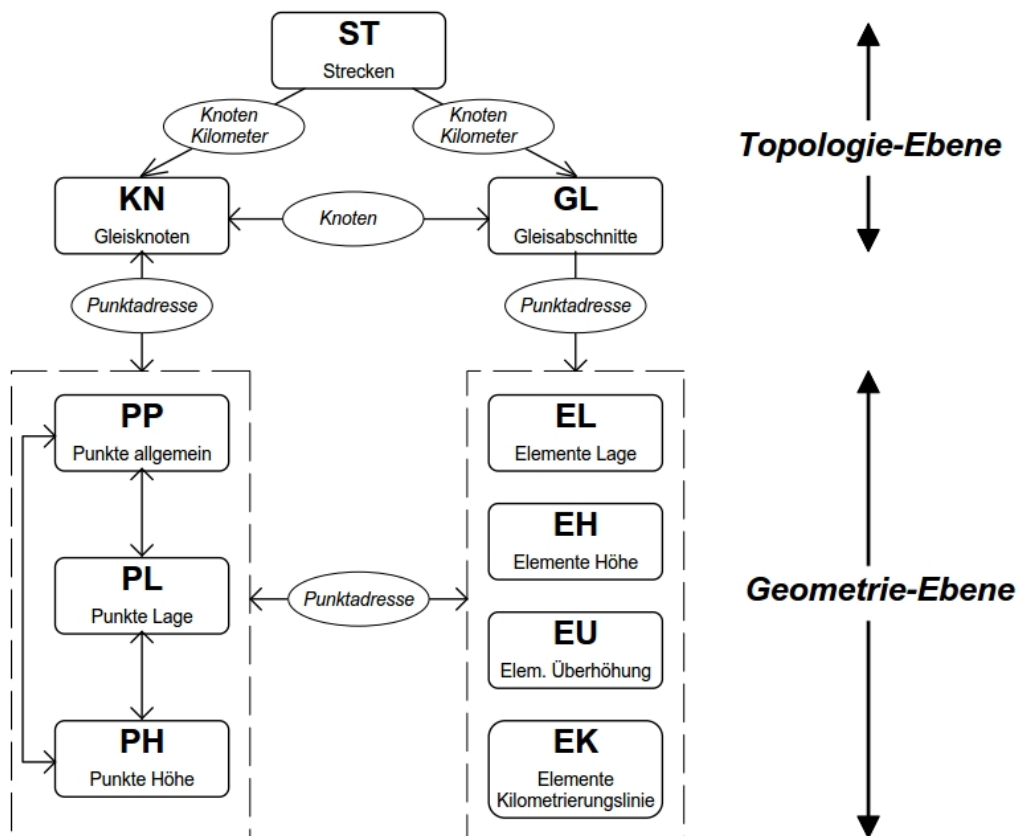 ST
Strecken
Knoten
Kilometer
Knoten
Kilometer
Topologie-Ebene
KN
Gleisknoten
Knoten
GL
Gleisabschnitte
Punktadresse
Punktadresse
PP
Punkte allgemein
PL
Punkte Lage
PH
Punkte Höhe
Punktadresse
EL
Elemente Lage
EH
Elemente Höhe
EU
Elem. Überhöhung
EK
Elemente
Kilometrierungslinie
Geometrie-Ebene